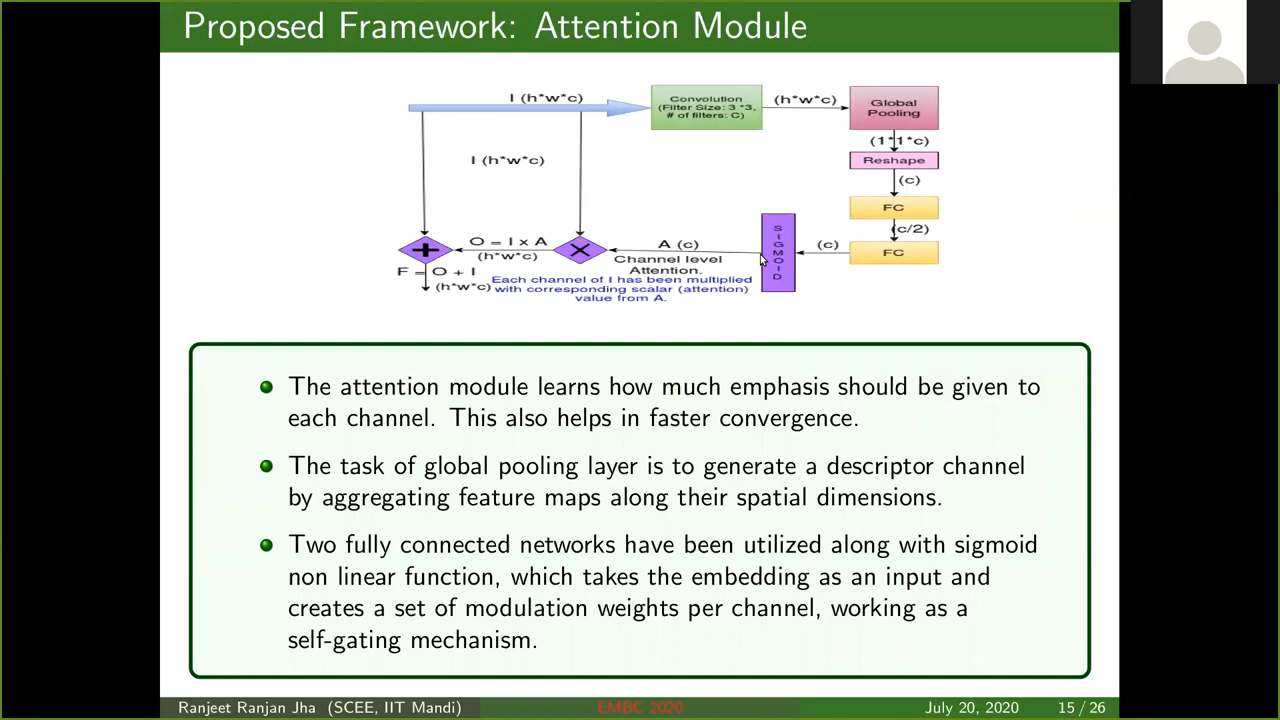 Proposed Framework: Attention Module
I (h*w*c)
Convolution
(Filter Size: 3 *3,
# of filters: C)
(h*w*c)
Global
Pooling
(1*1*c)
I (h*w*c)
Reshape
(c)
FC
(c/2)
FC
(c)
SIGMOID
A (c)
Channel level
Attention.
O = I x A
(h*w*c)
F = O + I
(h*w*c)
Each channel of I has been multiplied
with corresponding scalar (attention)
value from A.
The attention module learns how much emphasis should be given to
each channel. This also helps in faster convergence.
The task of global pooling layer is to generate a descriptor channel
by aggregating feature maps along their spatial dimensions.
Two fully connected networks have been utilized along with sigmoid
non linear function, which takes the embedding as an input and
creates a set of modulation weights per channel, working as a
self-gating mechanism.
Ranjeet Ranjan Jha (SCEE, IIT Mandi)
EMBC 2020
July 20, 2020
15 / 26